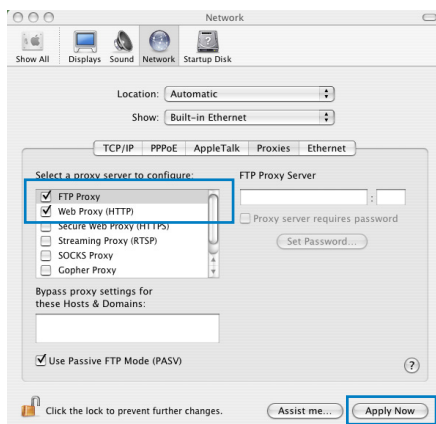 Network
Show All Displays Sound Network Startup Disk
Location: Automatic
Show: Built-in Ethernet
TCP/IP PPPoE AppleTalk Proxies Ethernet
Select a proxy server to configure: FTP Proxy Server
FTP Proxy
:
Web Proxy (HTTP)
Proxy server requires password
Secure Web Proxy (HTTPS)
Streaming Proxy (RTSP) Set Password...
SOCKS Proxy
Gopher Proxy
Bypass proxy settings for
these Hosts & Domains:
Use Passive FTP Mode (PASV) ?
Click the lock to prevent further changes. Assist me... Apply Now